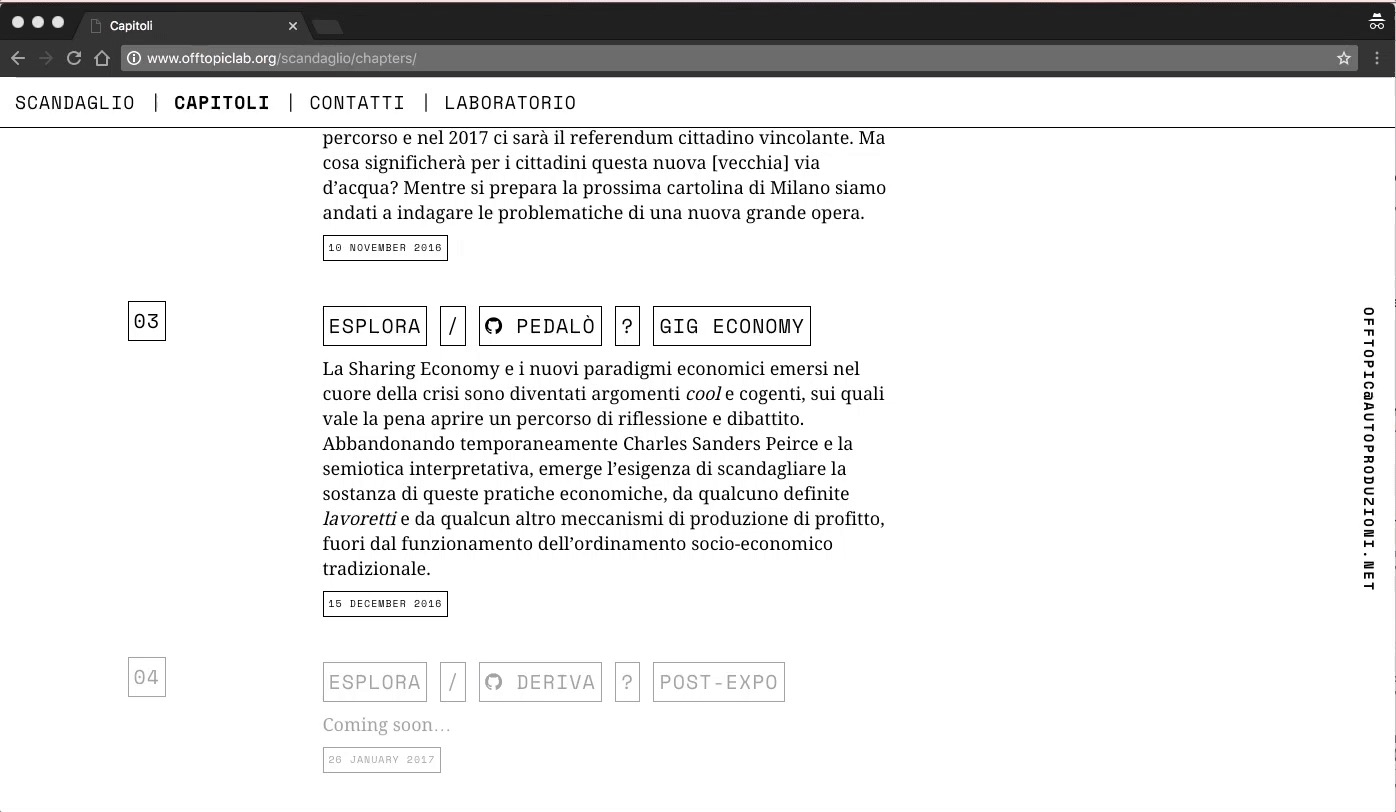 Capitoli
www.offtopiclab.org/scandaglio/chapters/
SCANDAGLIO | CAPITOLI | CONTATTI | LABORATORIO
percorso e nel 2017 ci sarà il referendum cittadino vincolante. Ma
cosa significherà per i cittadini questa nuova [vecchia] via
d’acqua? Mentre si prepara la prossima cartolina di Milano siamo
andati a indagare le problematiche di una nuova grande opera.
10 NOVEMBER 2016
03
ESPLORA / PEDALÒ ? GIG ECONOMY
La Sharing Economy e i nuovi paradigmi economici emersi nel
cuore della crisi sono diventati argomenti cool e cogenti, sui quali
vale la pena aprire un percorso di riflessione e dibattito.
Abbandonando temporaneamente Charles Sanders Peirce e la
semiotica interpretativa, emerge l’esigenza di scandagliare la
sostanza di queste pratiche economiche, da qualcuno definite
lavoretti e da qualcun altro meccanismi di produzione di profitto,
fuori dal funzionamento dell’ordinamento socio-economico
tradizionale.
15 DECEMBER 2016
04
ESPLORA / DERIVA ? POST-EXPO
Coming soon...
26 JANUARY 2017
OFFTOPIC@AUTOPRODUZIONI.NET